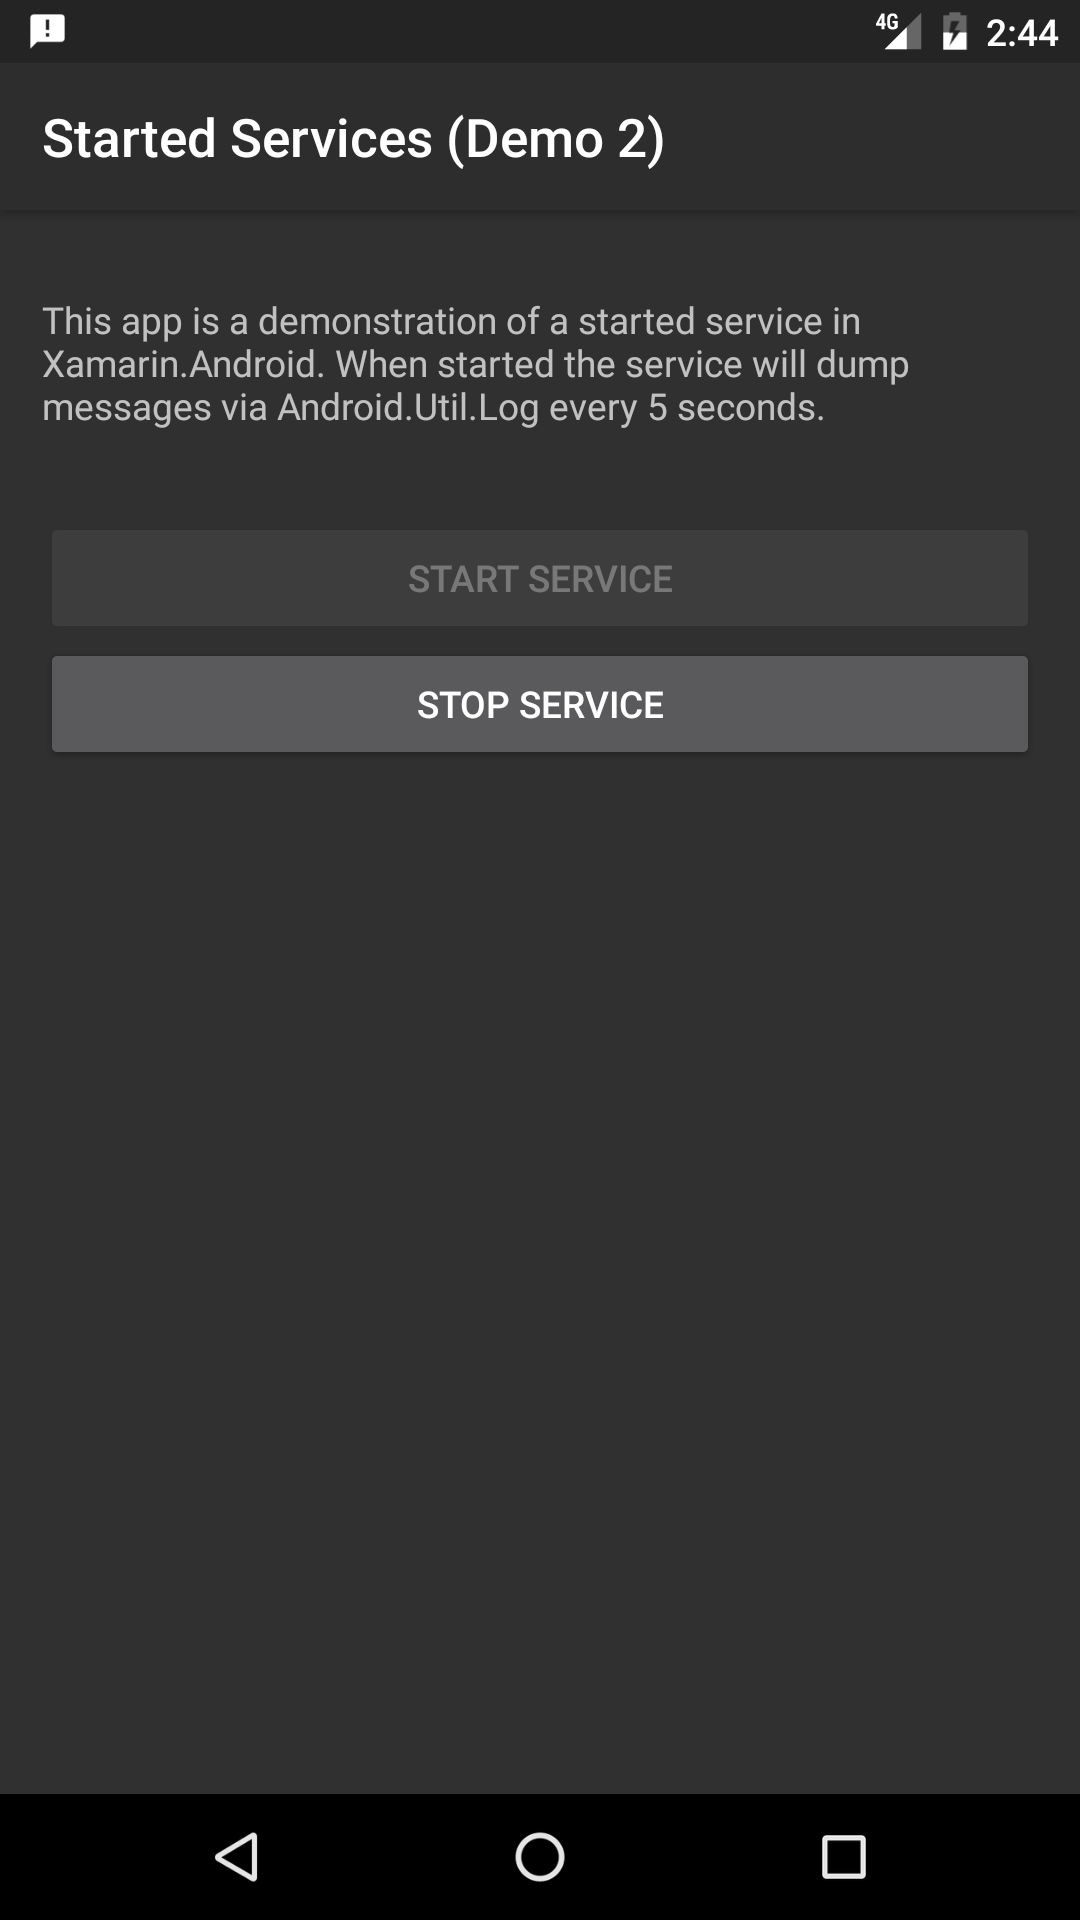 4G 2:44
Started Services (Demo 2)
This app is a demonstration of a started service in
Xamarin.Android. When started the service will dump
messages via Android.Util.Log every 5 seconds.
START SERVICE
STOP SERVICE